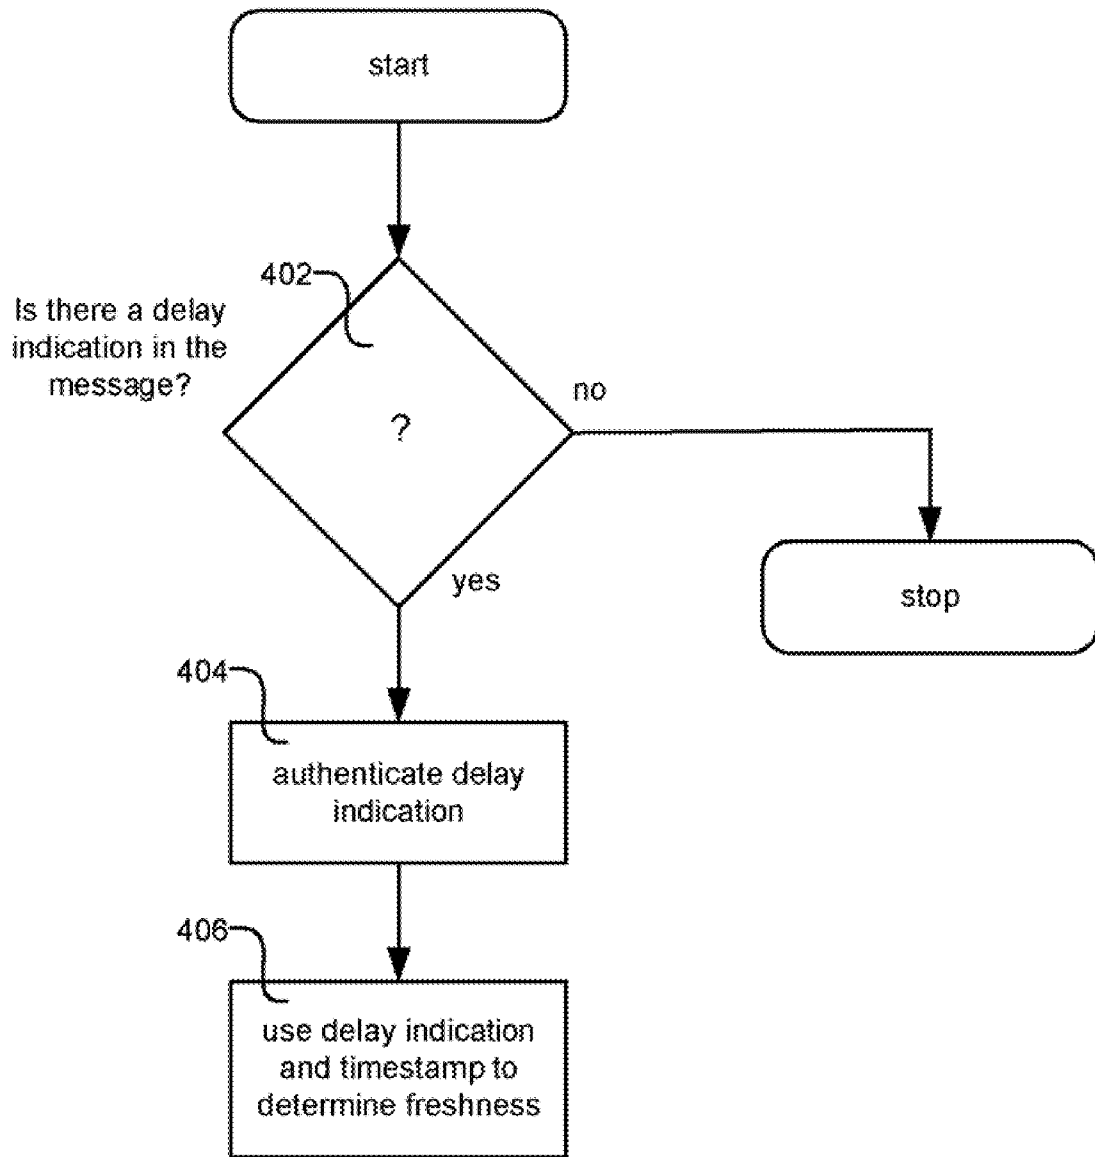 start
402
Is there a delay
indication in the
message?
?
no
yes
stop
404
authenticate delay
indication
406
use delay indication
and timestamp to
determine freshness